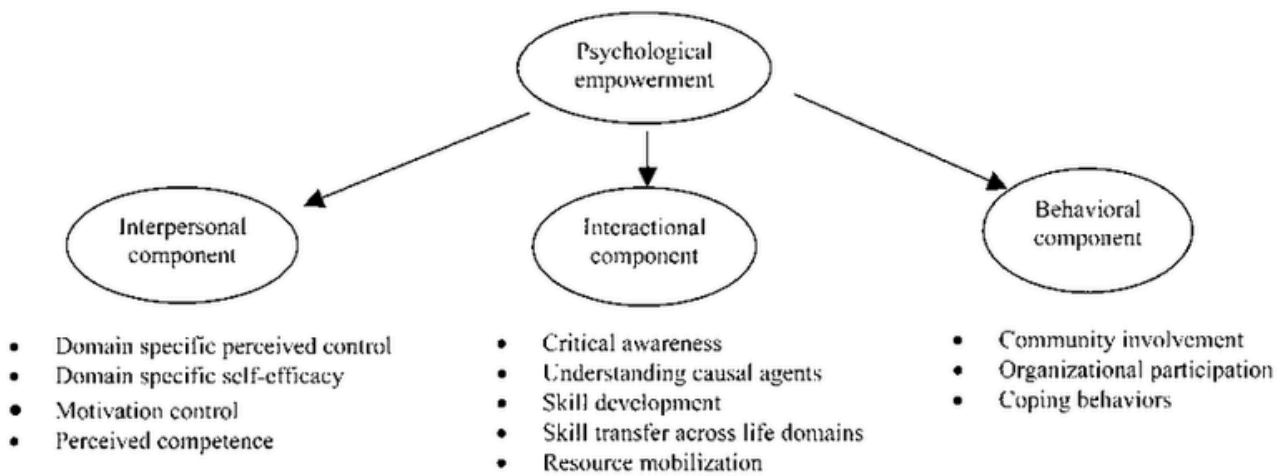 Psychological
empowerment
Interpersonal
component
Interactional
component
Behavioral
component
• Domain specific perceived control
• Domain specific self-efficacy
• Motivation control
• Perceived competence
• Critical awareness
• Understanding causal agents
• Skill development
• Skill transfer across life domains
• Resource mobilization
• Community involvement
• Organizational participation
• Coping behaviors